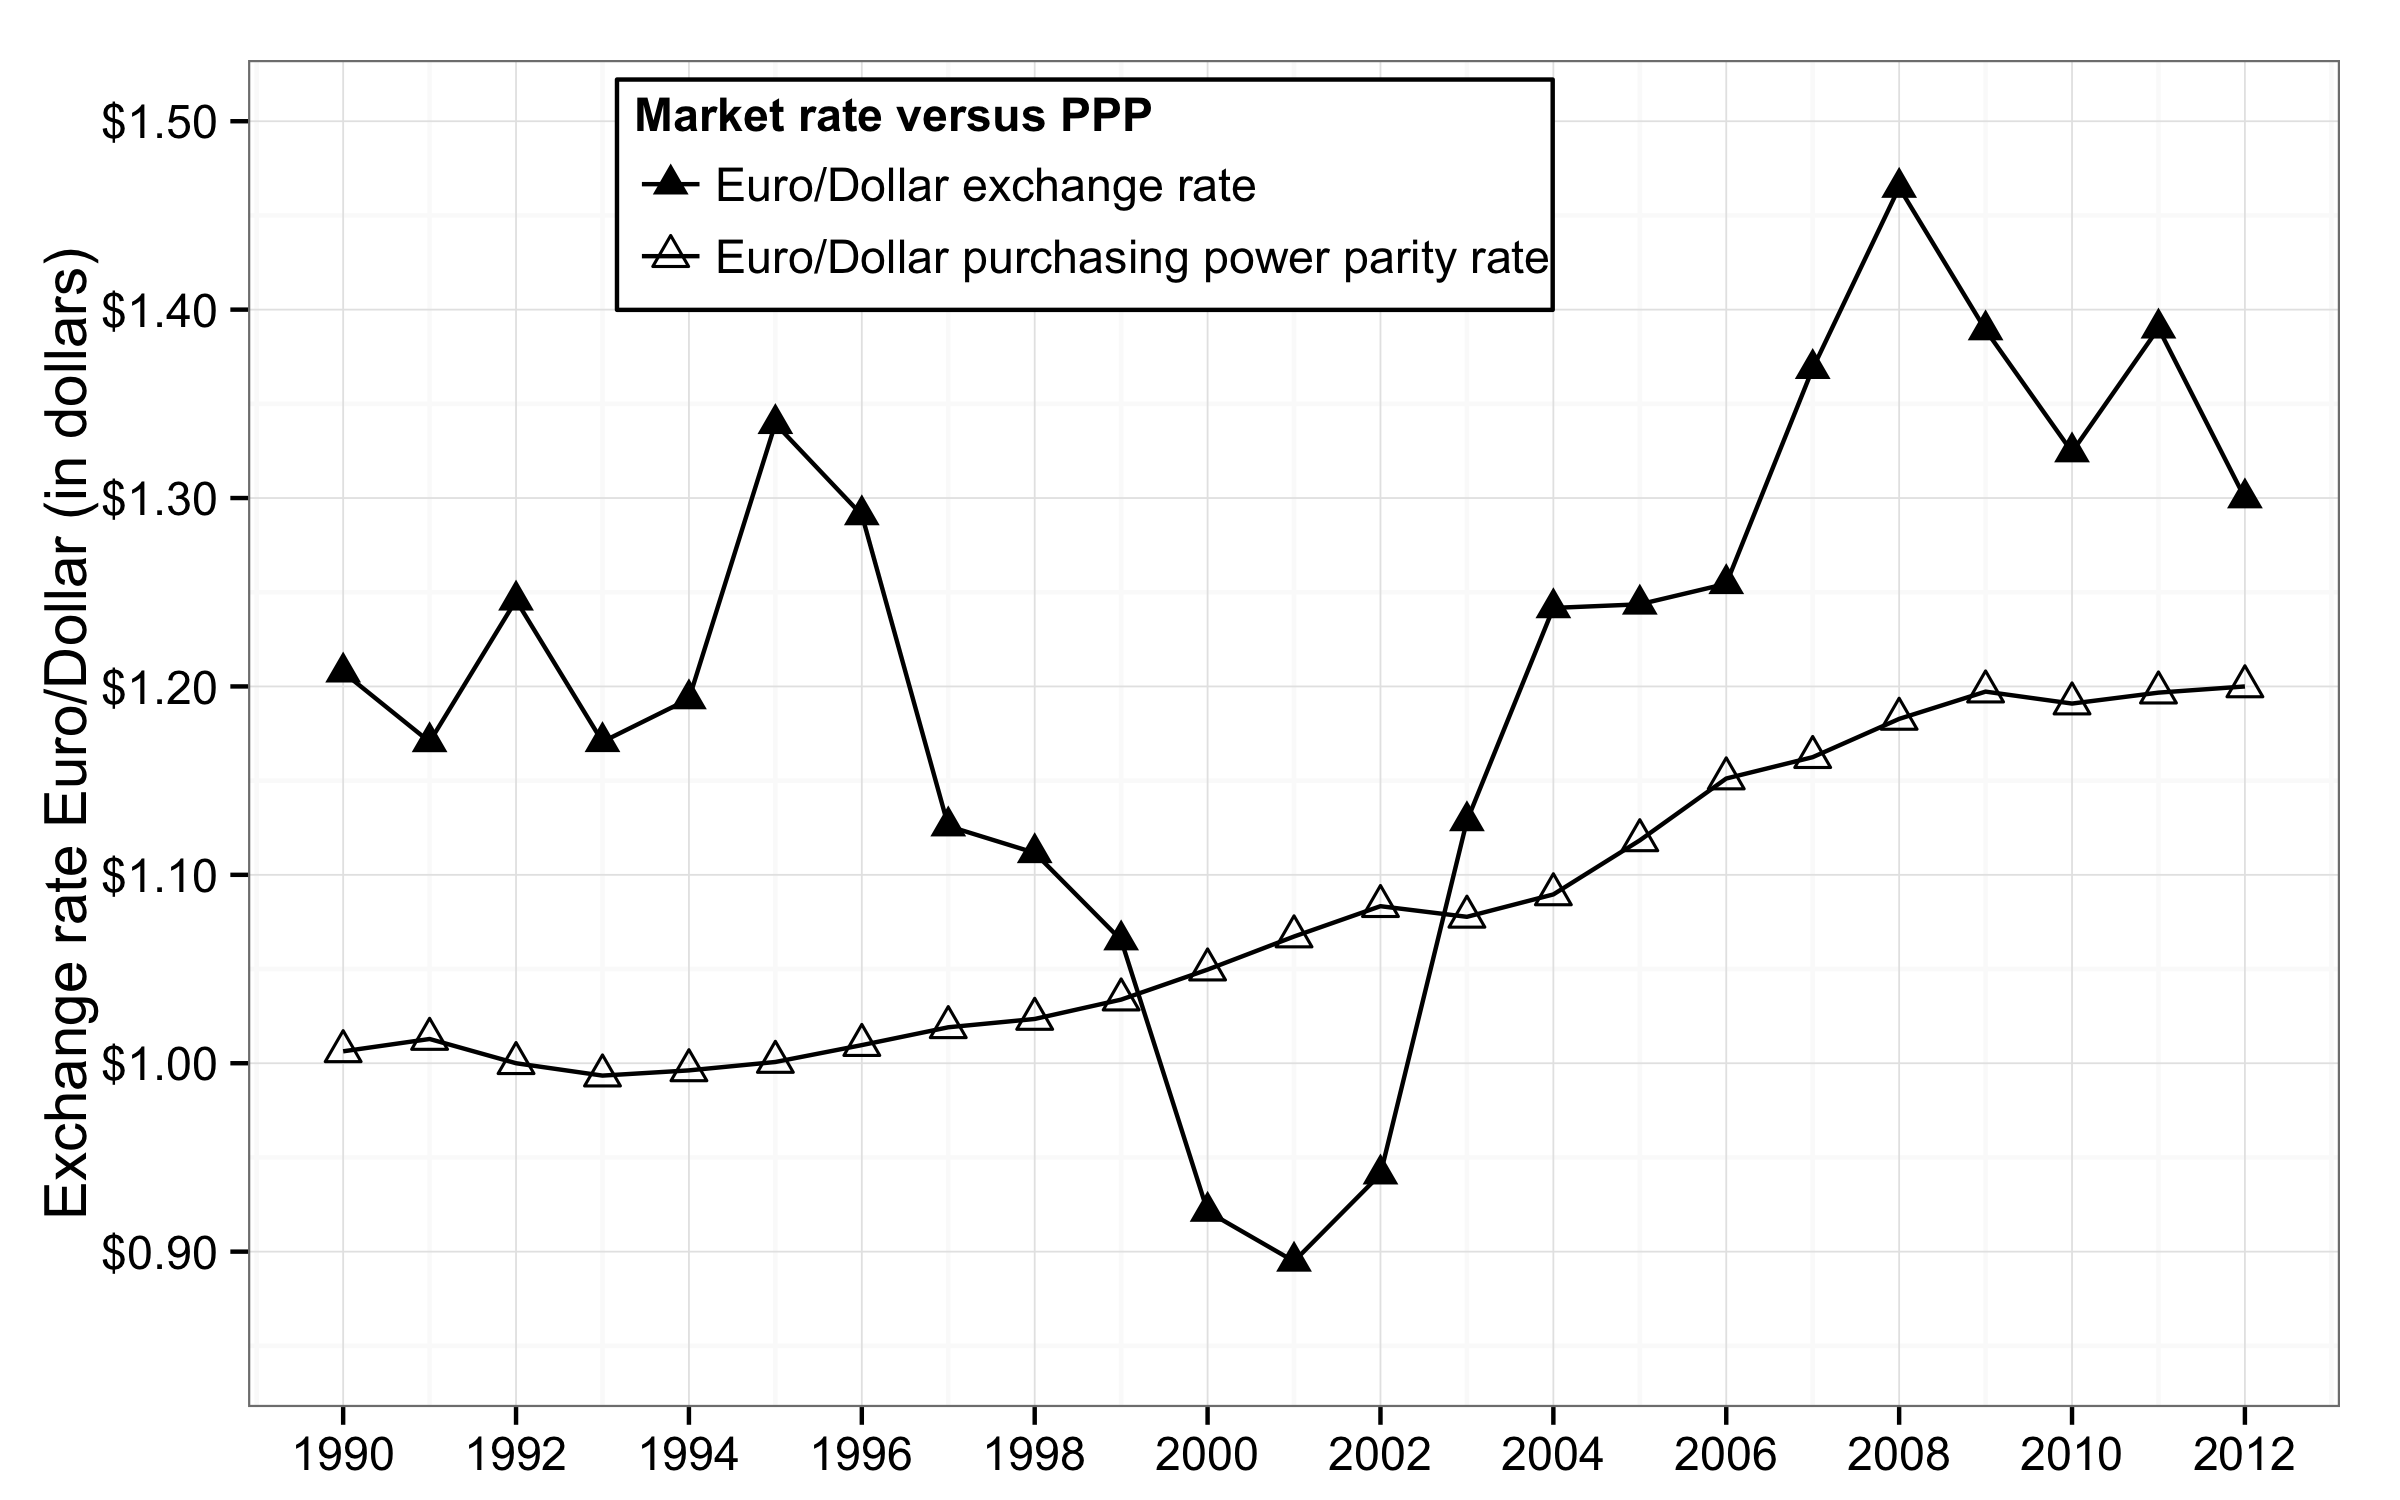 Market rate versus PPP
Euro/Dollar exchange rate
Euro/Dollar purchasing power parity rate
Exchange rate Euro/Dollar (in dollars)
$1.50
$1.40
$1.30
$1.20
$1.10
$1.00
$0.90
1990 1992 1994 1996 1998 2000 2002 2004 2006 2008 2010 2012